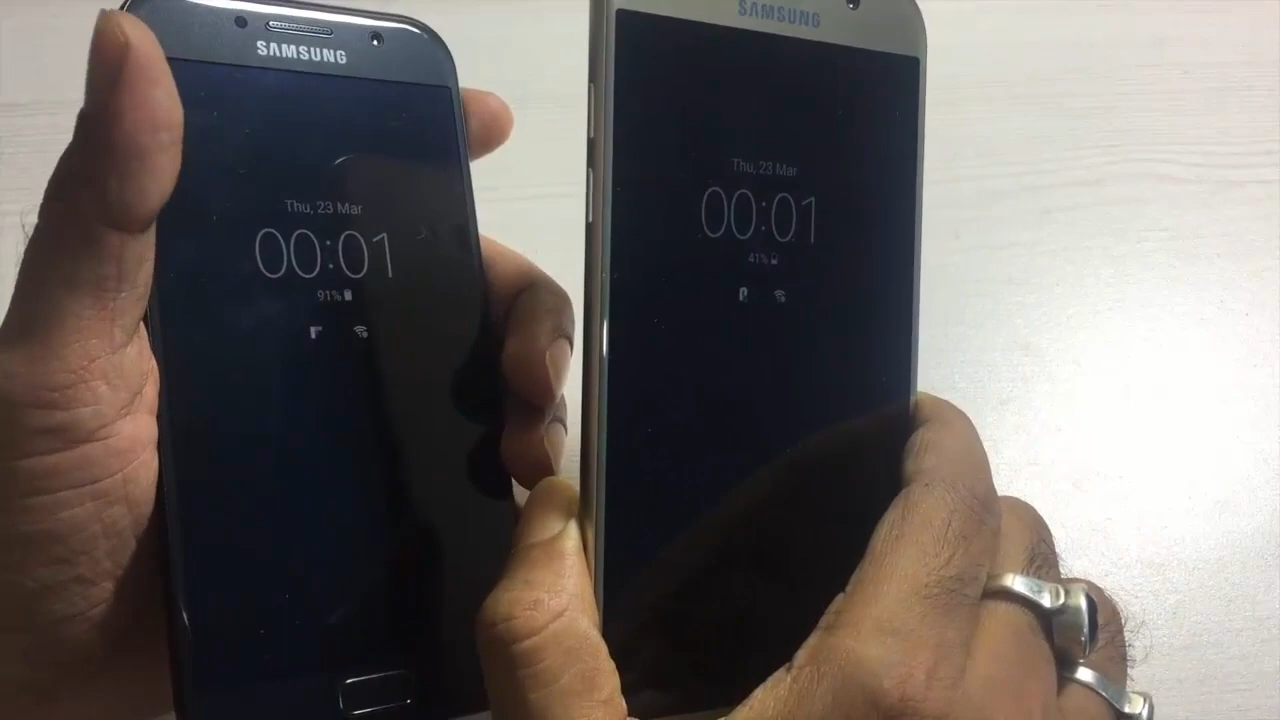 SAMSUNG
Thu, 23 Mar
00:01
91%
SAMSUNG
Thu, 23 Mar
00:01
41%